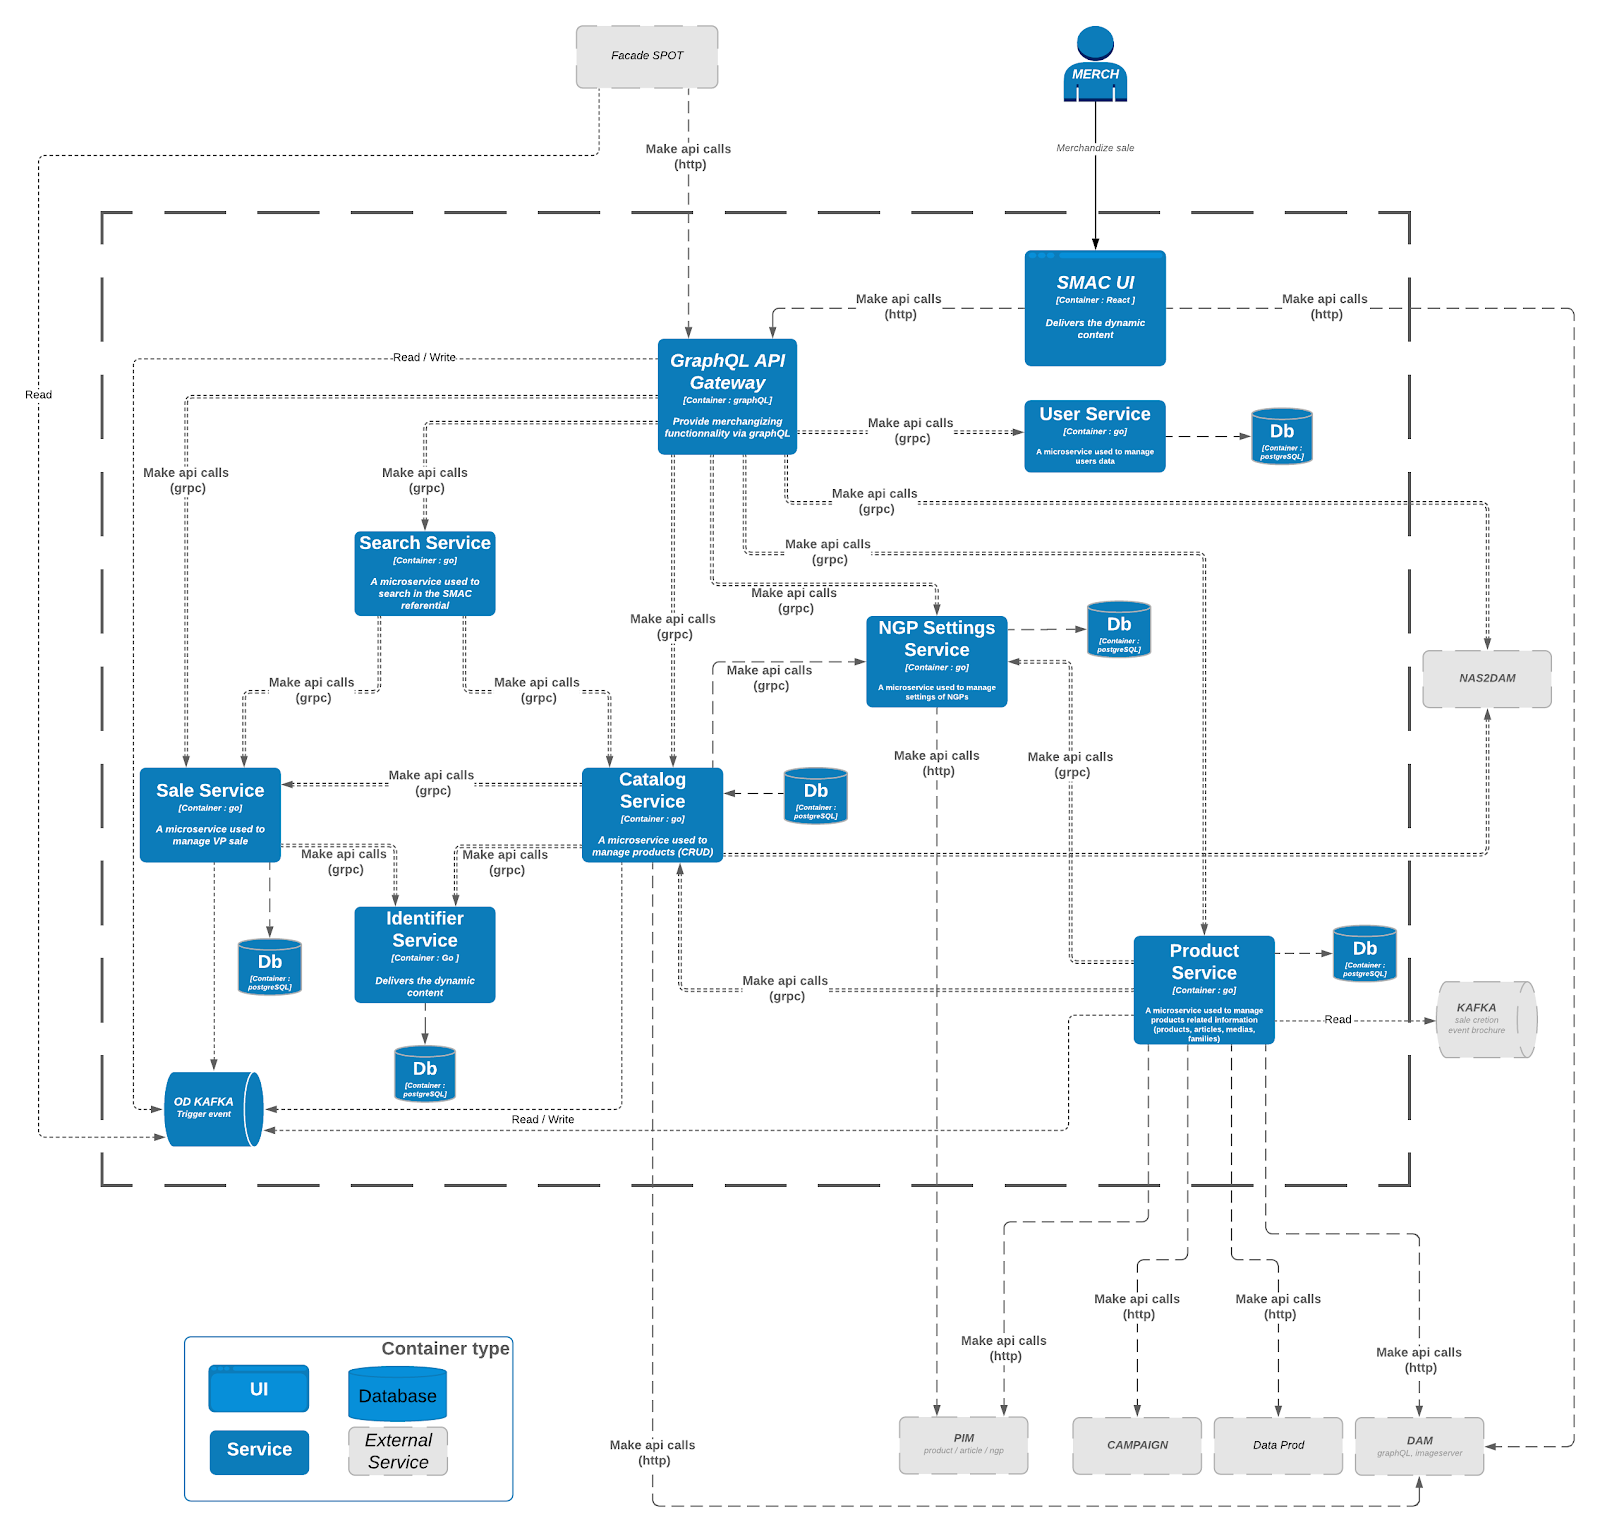 Facade SPOT
MERCH
Make api calls
(http)
Merchandize sale
SMAC UI
[Container : React ]
Delivers the dynamic
content
Make api calls
(http)
Make api calls
(http)
Read / Write
GraphQL API
Gateway
[Container : graphQL]
Provide merchangizing
functionnality via graphQL
Read
Make api calls
(grpc)
User Service
[Container : go]
A microservice used to manage
users data
Db
[Container :
postgreSQL]
Make api calls
(grpc)
Make api calls
(grpc)
Make api calls
(grpc)
Search Service
[Container : go]
A microservice used to
search in the SMAC
referential
Make api calls
(grpc)
Make api calls
(grpc)
Make api calls
(grpc)
NGP Settings
Service
[Container : go]
A microservice used to manage
settings of NGPs
Db
[Container :
postgreSQL]
NAS2DAM
Make api calls
(grpc)
Make api calls
(grpc)
Make api calls
(grpc)
Make api calls
(http)
Make api calls
(grpc)
Sale Service
[Container : go]
A microservice used to
manage VP sale
Make api calls
(grpc)
Catalog
Service
[Container : go]
A microservice used to
manage products (CRUD)
Db
[Container :
postgreSQL]
Make api calls
(grpc)
Make api calls
(grpc)
Identifier
Service
[Container : Go ]
Delivers the dynamic
content
Db
[Container :
postgreSQL]
Make api calls
(grpc)
Product
Service
[Container : go]
A microservice used to manage
products related information
(products, articles, medias,
families)
Db
[Container :
postgreSQL]
Read
KAFKA
sale cretion
event brochure
Db
[Container :
postgreSQL]
OD KAFKA
Trigger event
Read / Write
Make api calls
(http)
Make api calls
(http)
Make api calls
(http)
Make api calls
(http)
Container type
UI
Database
Service
External
Service
Make api calls
(http)
PIM
product / article / ngp
CAMPAIGN
Data Prod
DAM
graphQL, imageserver